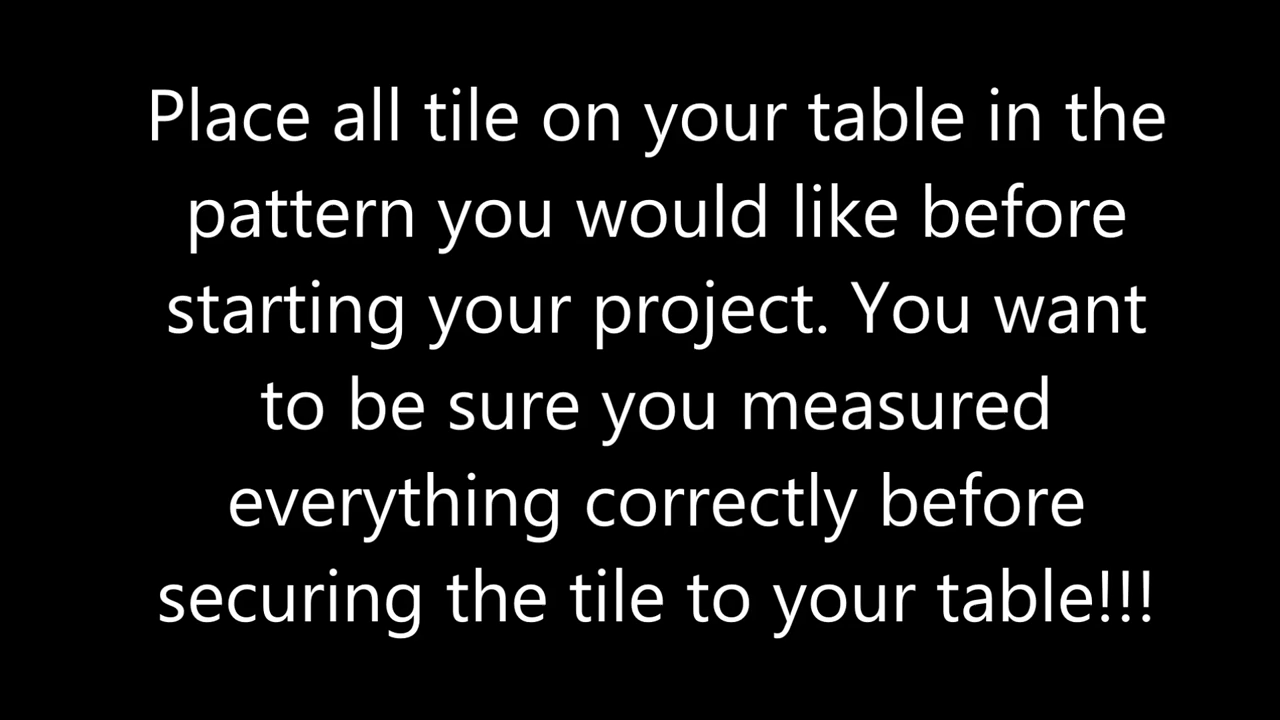 Place all tile on your table in the
pattern you would like before
starting your project. You want
to be sure you measured
everything correctly before
securing the tile to your table!!!